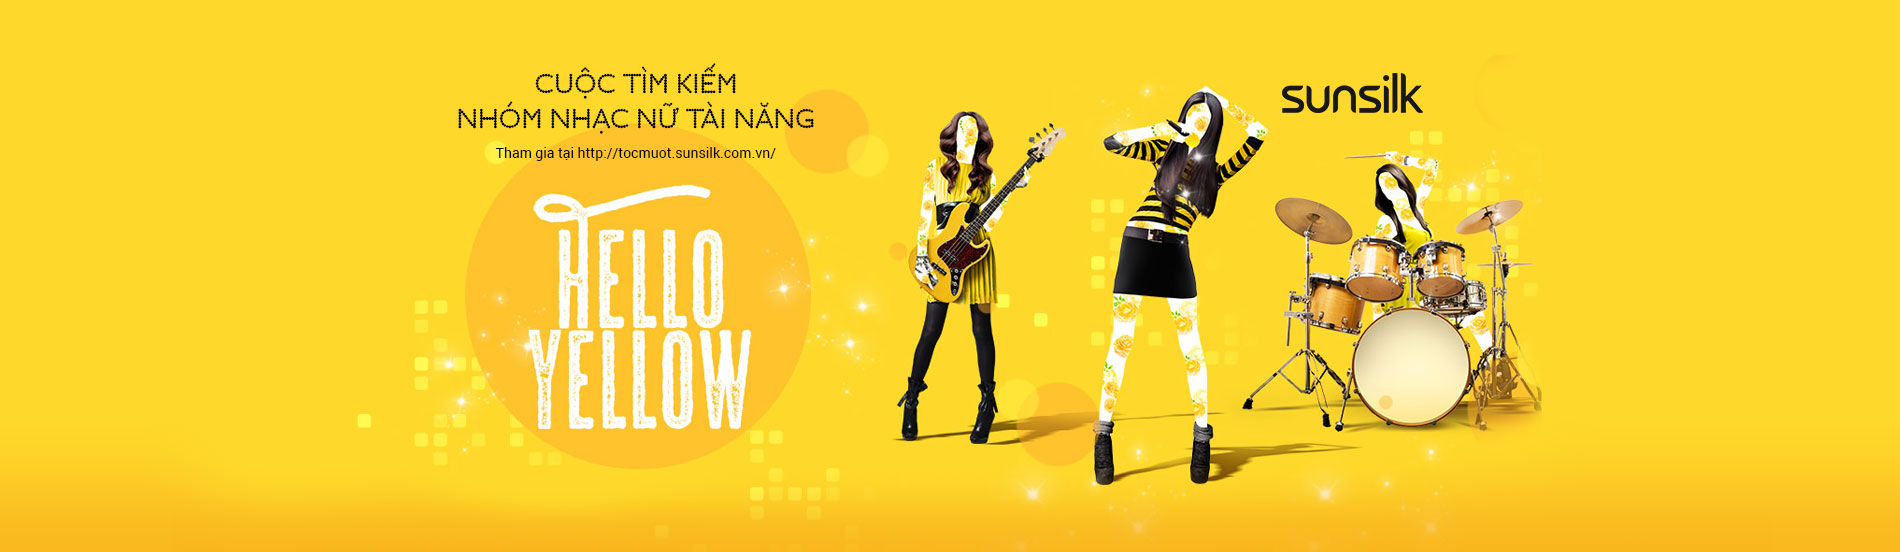 CUỘC TÌM KIẾM
NHÓM NHẠC NỮ TÀI NĂNG
Tham gia tại http://tocmuot.sunsilk.com.vn/
HELLO
YELLOW
sunsilk